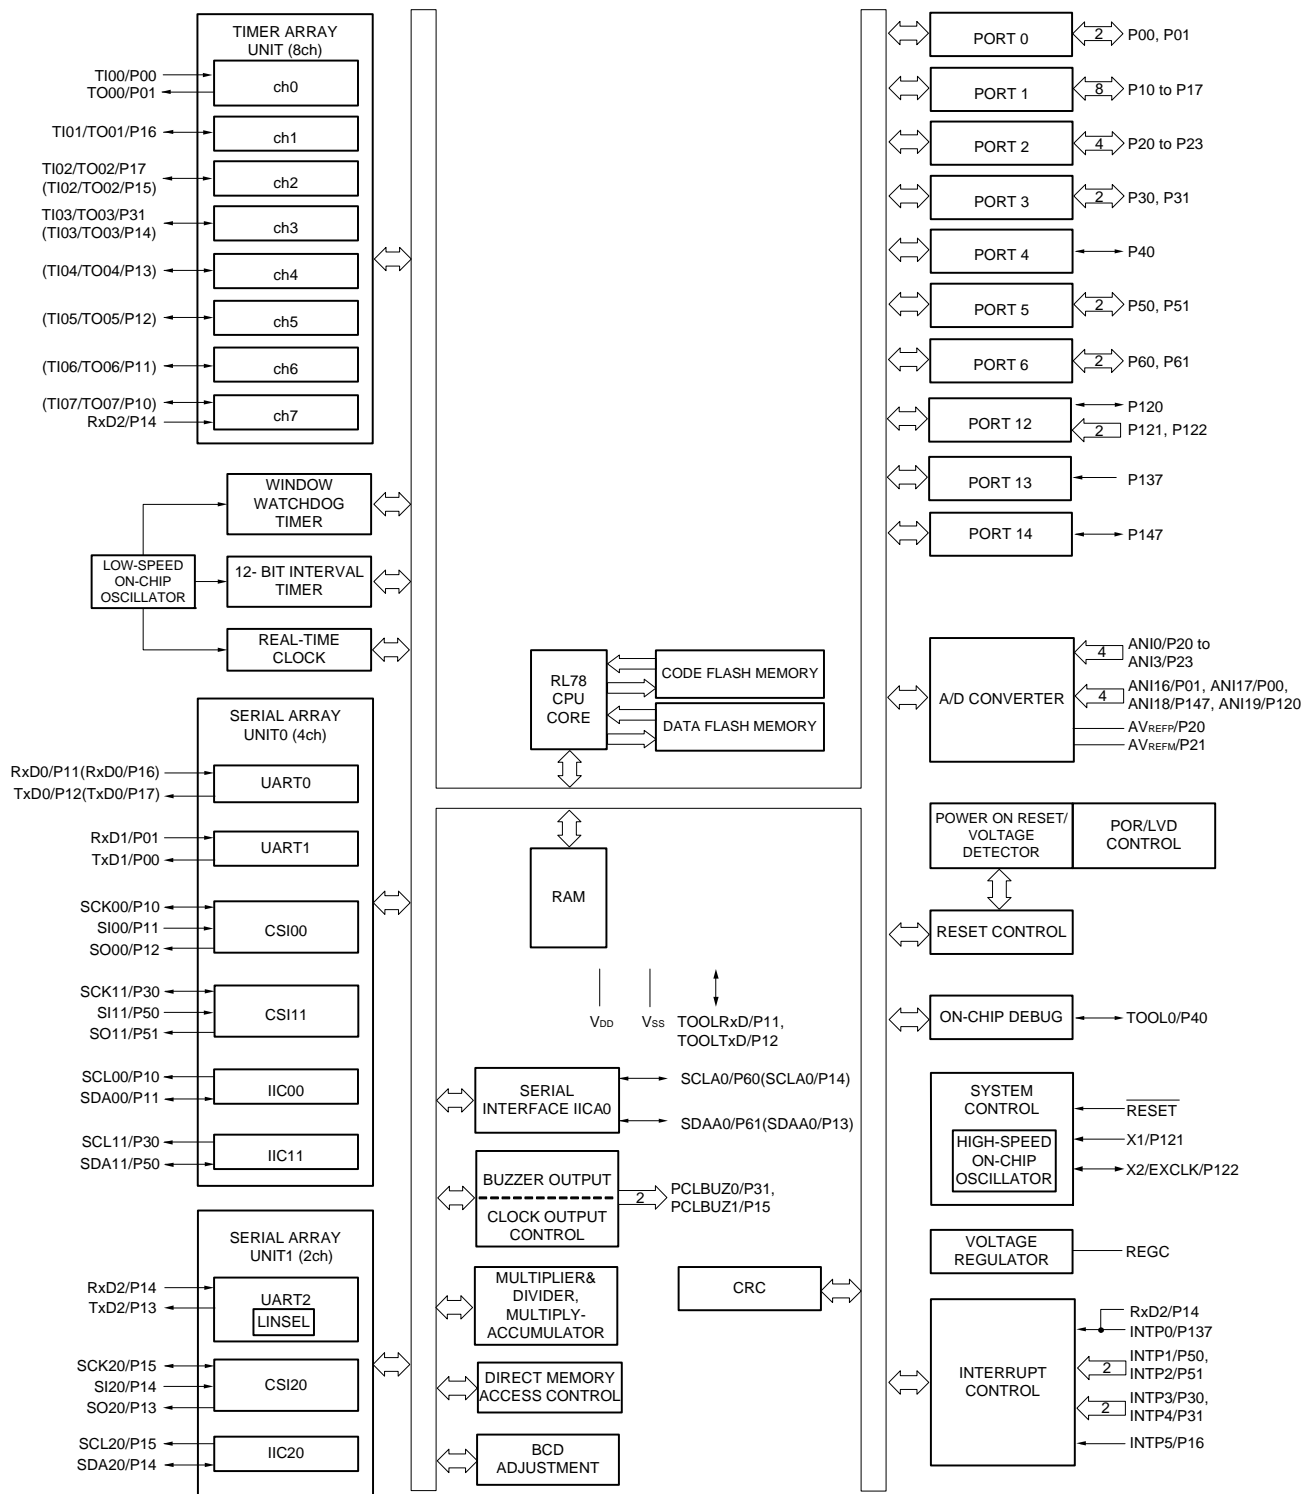 TIMER ARRAY
UNIT (8ch)
TI00/P00
TO00/P01
ch0
TI01/TO01/P16
ch1
TI02/TO02/P17
(TI02/TO02/P15)
ch2
TI03/TO03/P31
(TI03/TO03/P14)
ch3
(TI04/TO04/P13)
ch4
(TI05/TO05/P12)
ch5
(TI06/TO06/P11)
ch6
(TI07/TO07/P10)
RxD2/P14
ch7
WINDOW
WATCHDOG
TIMER
LOW-SPEED
ON-CHIP
OSCILLATOR
12- BIT INTERVAL
TIMER
REAL-TIME
CLOCK
SERIAL ARRAY
UNIT0 (4ch)
RxD0/P11(RxD0/P16)
TxD0/P12(TxD0/P17)
UART0
RxD1/P01
TxD1/P00
UART1
SCK00/P10
SI00/P11
SO00/P12
CSI00
SCK11/P30
SI11/P50
SO11/P51
CSI11
SCL00/P10
SDA00/P11
IIC00
SCL11/P30
SDA11/P50
IIC11
SERIAL ARRAY
UNIT1 (2ch)
RxD2/P14
TxD2/P13
UART2
LINSEL
SCK20/P15
SI20/P14
SO20/P13
CSI20
SCL20/P15
SDA20/P14
IIC20
RL78
CPU
CORE
CODE FLASH MEMORY
DATA FLASH MEMORY
RAM
VDD
VSS
TOOLRxD/P11,
TOOLTxD/P12
SERIAL
INTERFACE IICA0
SCLA0/P60(SCLA0/P14)
SDAA0/P61(SDAA0/P13)
BUZZER OUTPUT
CLOCK OUTPUT
CONTROL
2
PCLBUZ0/P31,
PCLBUZ1/P15
MULTIPLIER&
DIVIDER,
MULTIPLY-
ACCUMULATOR
CRC
DIRECT MEMORY
ACCESS CONTROL
BCD
ADJUSTMENT
PORT 0
2
P00, P01
PORT 1
8
P10 to P17
PORT 2
4
P20 to P23
PORT 3
2
P30, P31
PORT 4
P40
PORT 5
2
P50, P51
PORT 6
2
P60, P61
PORT 12
P120
2
P121, P122
PORT 13
P137
PORT 14
P147
A/D CONVERTER
4
ANI0/P20 to
ANI3/P23
4
ANI16/P01, ANI17/P00,
ANI18/P147, ANI19/P120
AVREFP/P20
AVREFM/P21
POWER ON RESET/
VOLTAGE
DETECTOR
POR/LVD
CONTROL
RESET CONTROL
ON-CHIP DEBUG
TOOL0/P40
SYSTEM
CONTROL
HIGH-SPEED
ON-CHIP
OSCILLATOR
RESET
X1/P121
X2/EXCLK/P122
VOLTAGE
REGULATOR
REGC
INTERRUPT
CONTROL
RxD2/P14
INTP0/P137
2
INTP1/P50,
INTP2/P51
2
INTP3/P30,
INTP4/P31
INTP5/P16